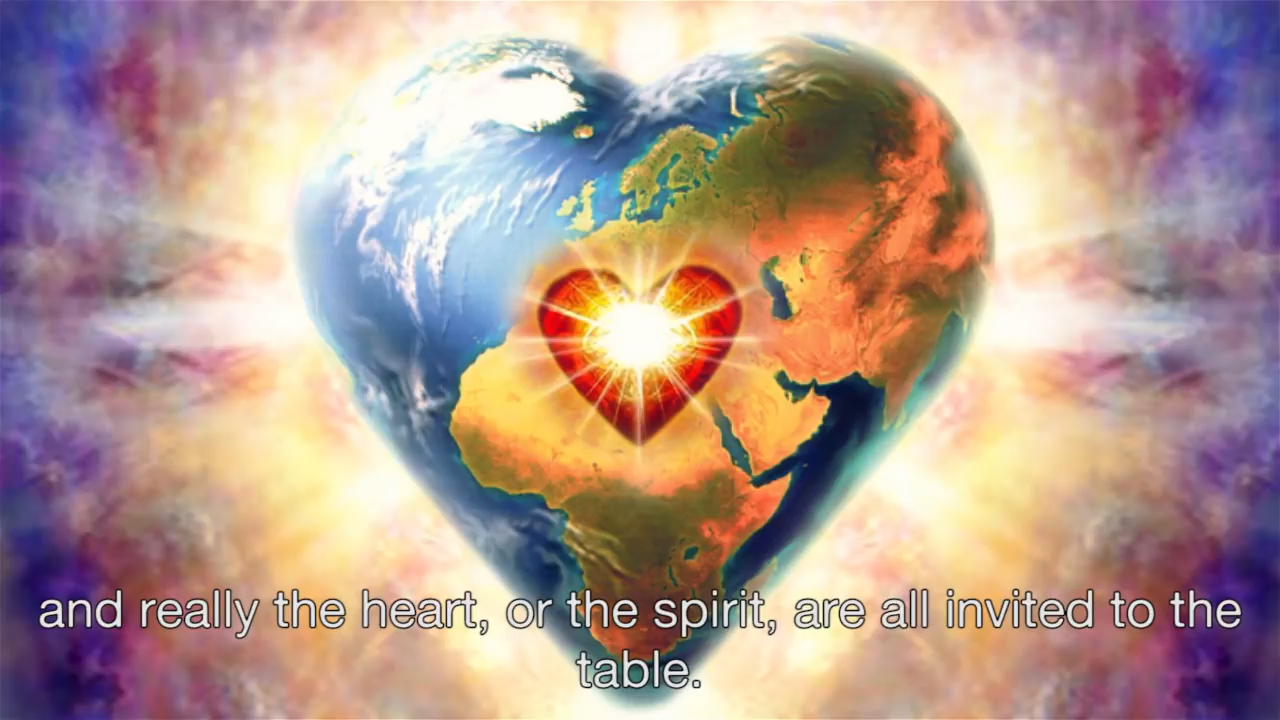 and really the heart, or the spirit, are all invited to the
table.